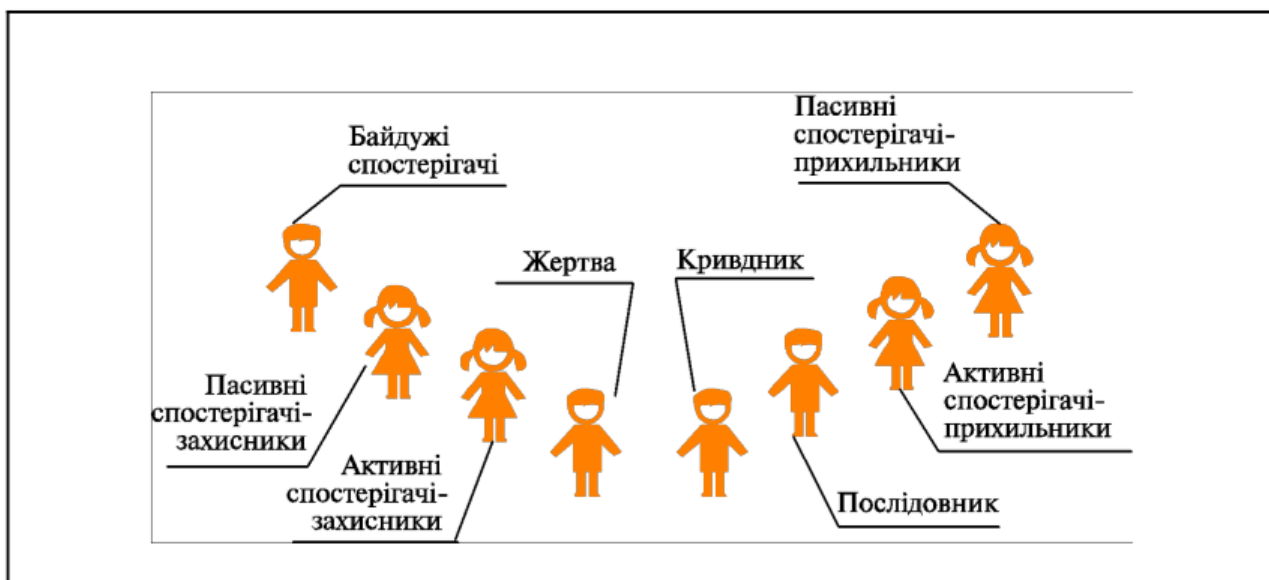 Байдужі
спостерігачі
Пасивні
спостерігачі-
прихильники
Жертва
Кривдник
Пасивні
спостерігачі-
захисники
Активні
спостерігачі-
прихильники
Активні
спостерігачі-
захисники
Послідовник